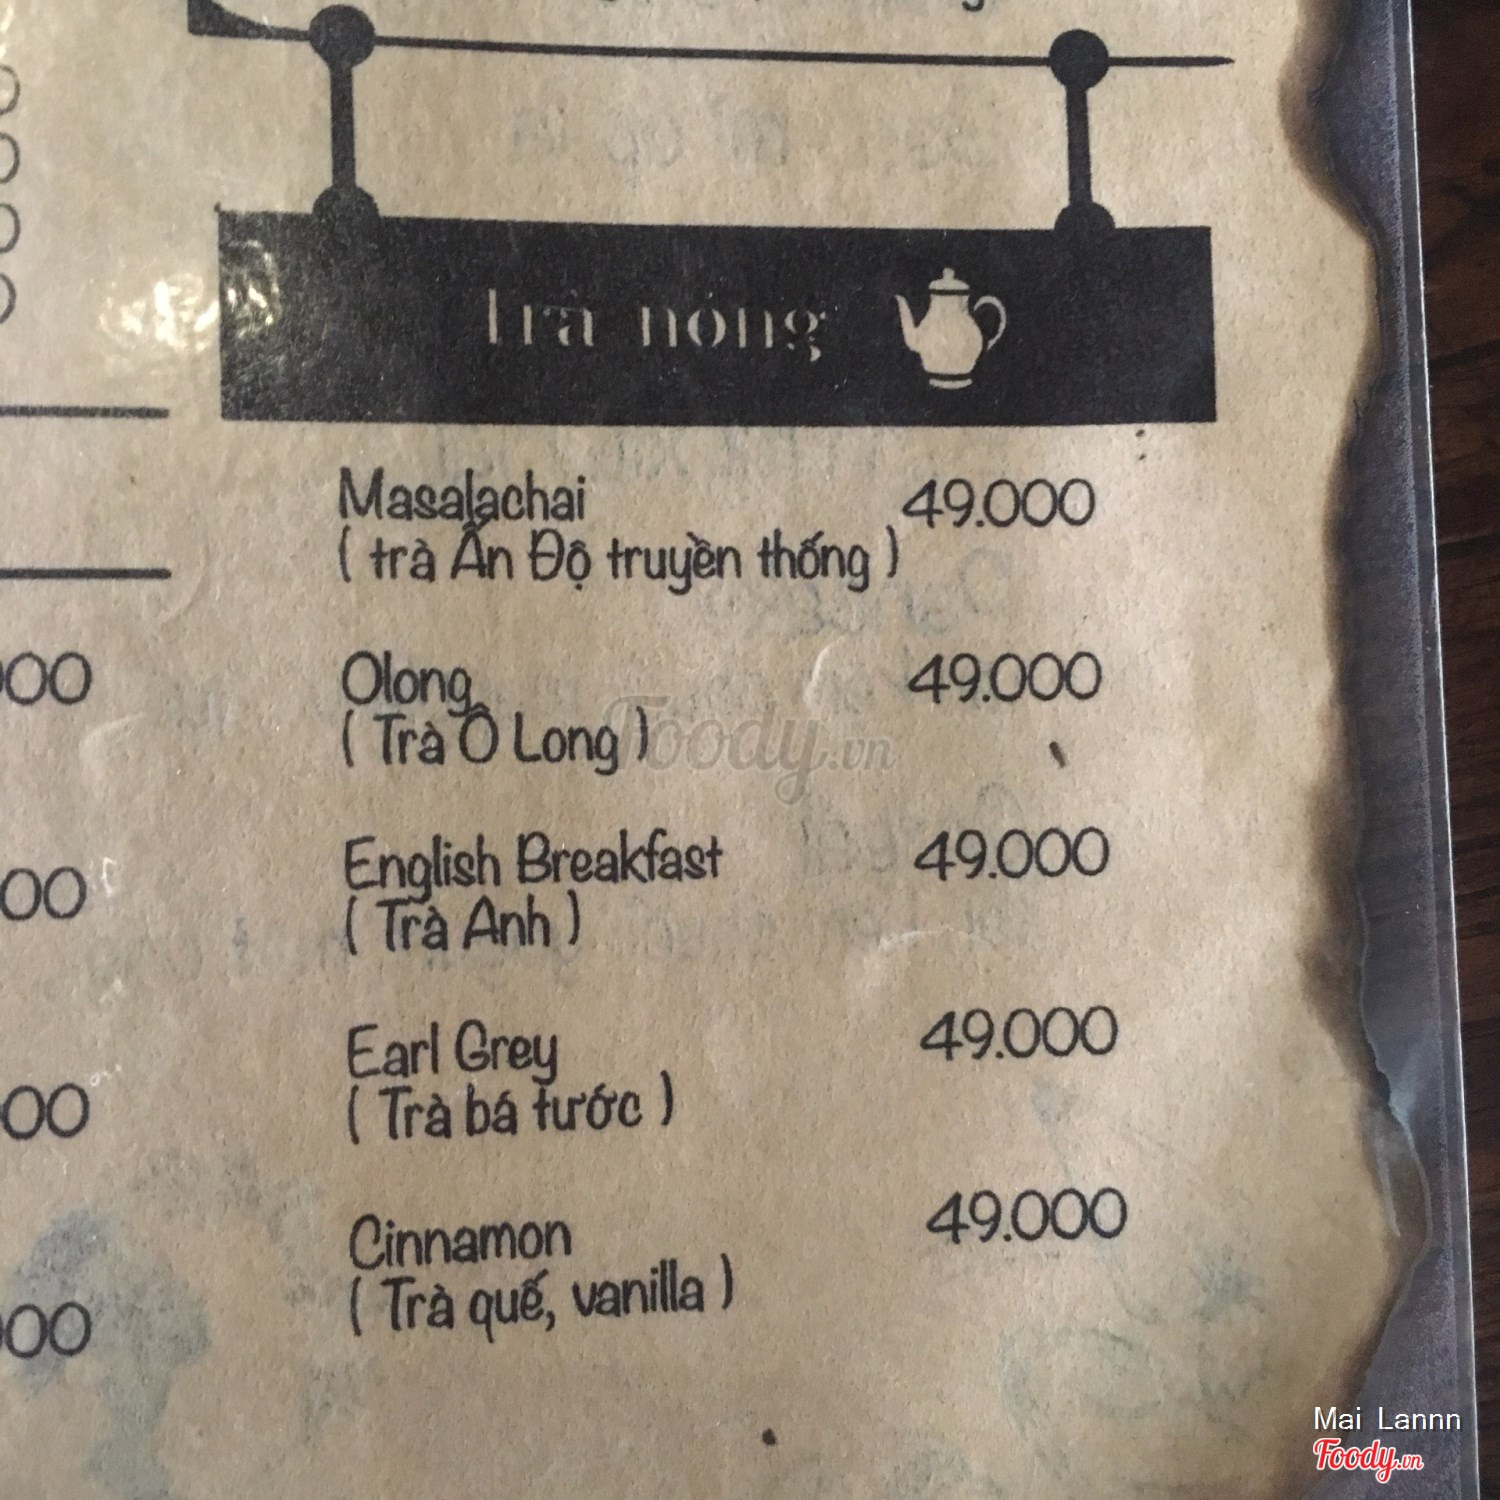 Trà nóng
Masalachai 49.000
( trà Ấn Độ truyền thống )
Olong 49.000
( Trà Ô Long )
English Breakfast 49.000
( Trà Anh )
Earl Grey 49.000
( Trà bá tước )
Cinnamon 49.000
( Trà quế, vanilla )
Foody.vn
Mai Lannn
Foody.vn